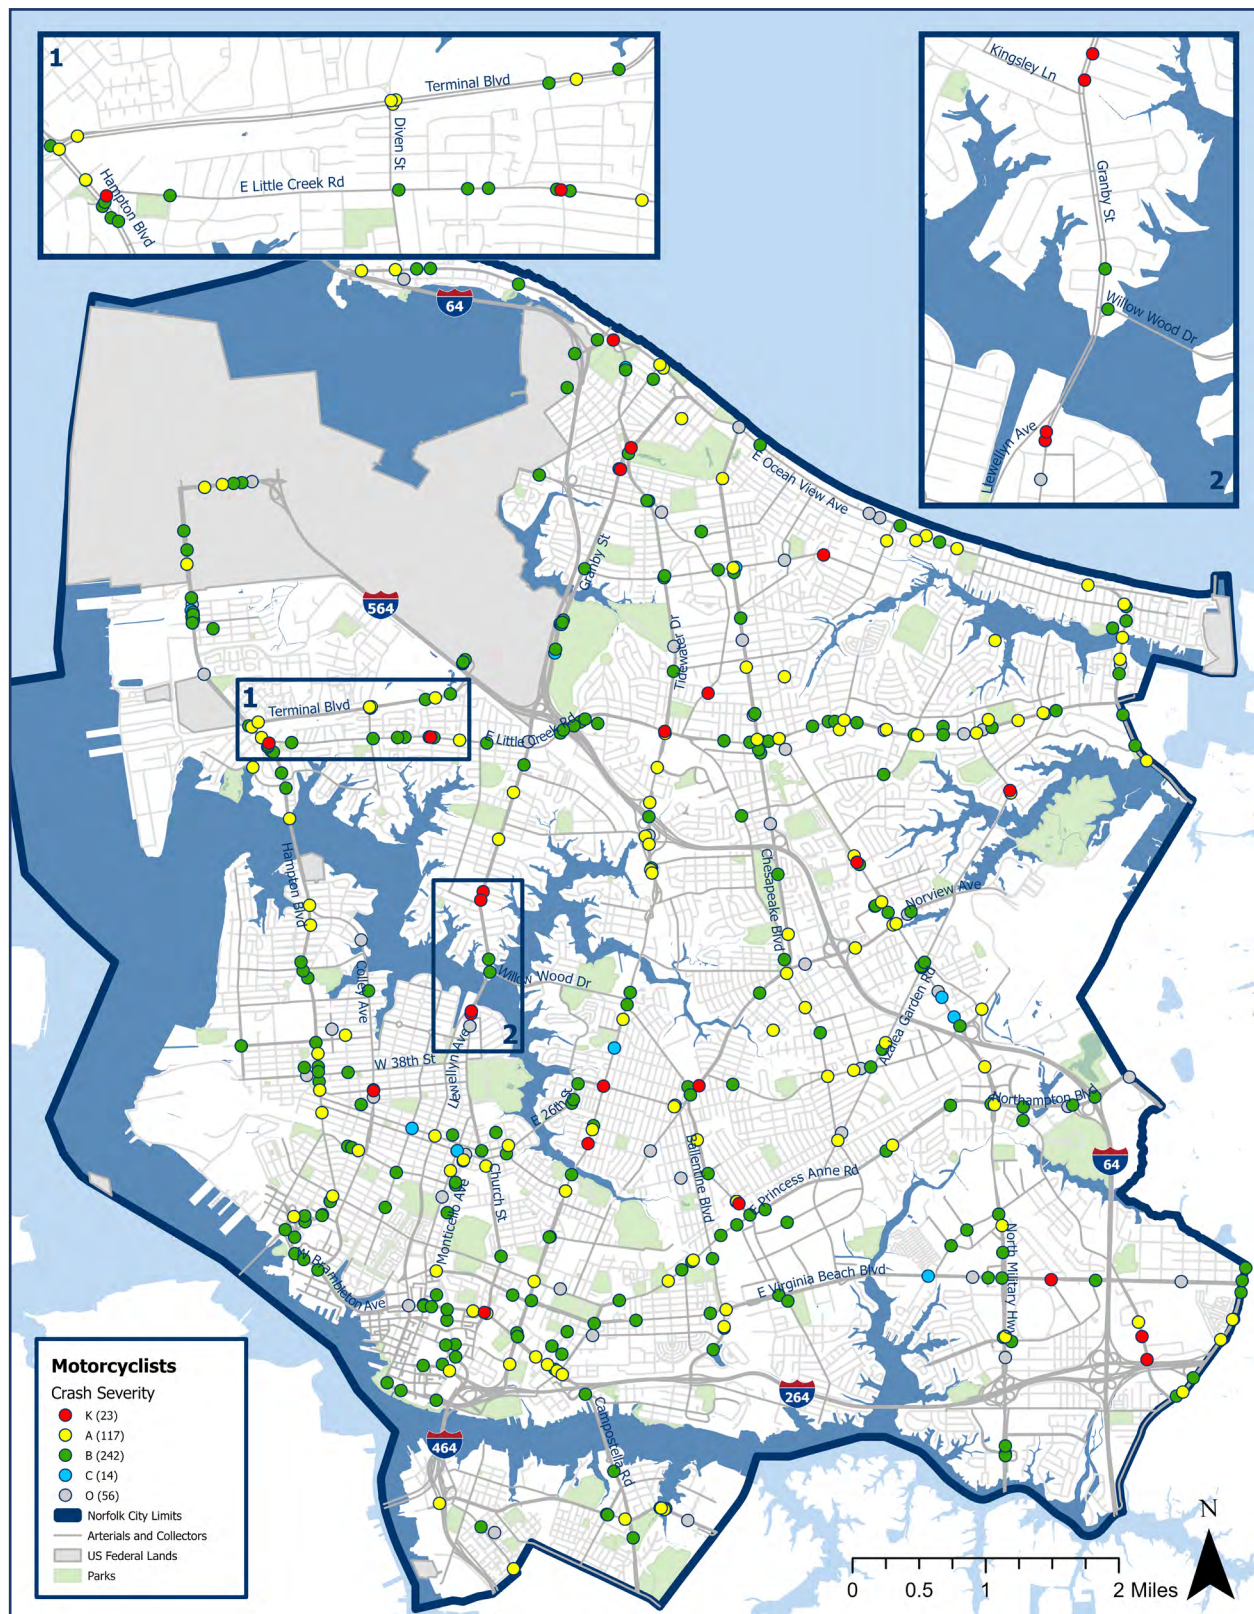 1
Terminal Blvd
Diven St
E Little Creek Rd
Hampton Blvd
Kingsley Ln
Granby St
Willow Wood Dr
Llewellyn Ave
2
64
E Ocean View Ave
Granby St
564
Tidewater Dr
1
Terminal Blvd
E Little Creek Rd
Hampton Blvd
Chesapeake Blvd
Norview Ave
Colley Ave
Willow Wood Dr
Azalea Garden Rd
2
W 38th St
Llewellyn Ave
E 26th St
Northampton Blvd
64
Ballentine Blvd
E Princess Anne Rd
Church St
Monticello Ave
W Brambleton Ave
E Virginia Beach Blvd
North Military Hwy
264
464
Campostella Rd
Motorcyclists
Crash Severity
K (23)
A (117)
B (242)
C (14)
O (56)
Norfolk City Limits
Arterials and Collectors
US Federal Lands
Parks
N
0 0.5 1 2 Miles